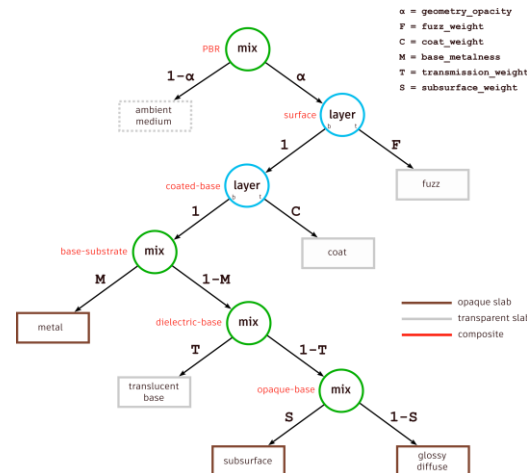 α = geometry_opacity
F = fuzz_weight
C = coat_weight
M = base_metalness
T = transmission_weight
S = subsurface_weight
PBR
mix
1-α
α
ambient
medium
surface
layer
b t
1
F
fuzz
coated-base
layer
b t
1
C
coat
base-substrate
mix
M
1-M
metal
dielectric-base
mix
opaque slab
transparent slab
composite
T
1-T
translucent
base
opaque-base
mix
S
1-S
subsurface
glossy
diffuse